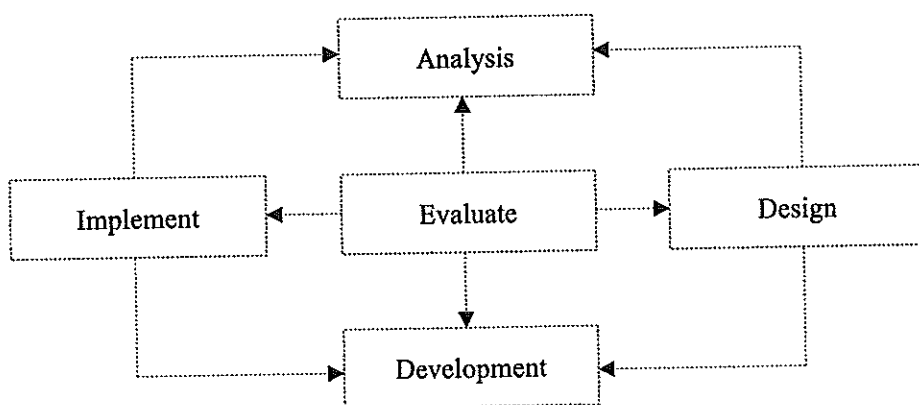 Analysis
Implement
Evaluate
Design
Development